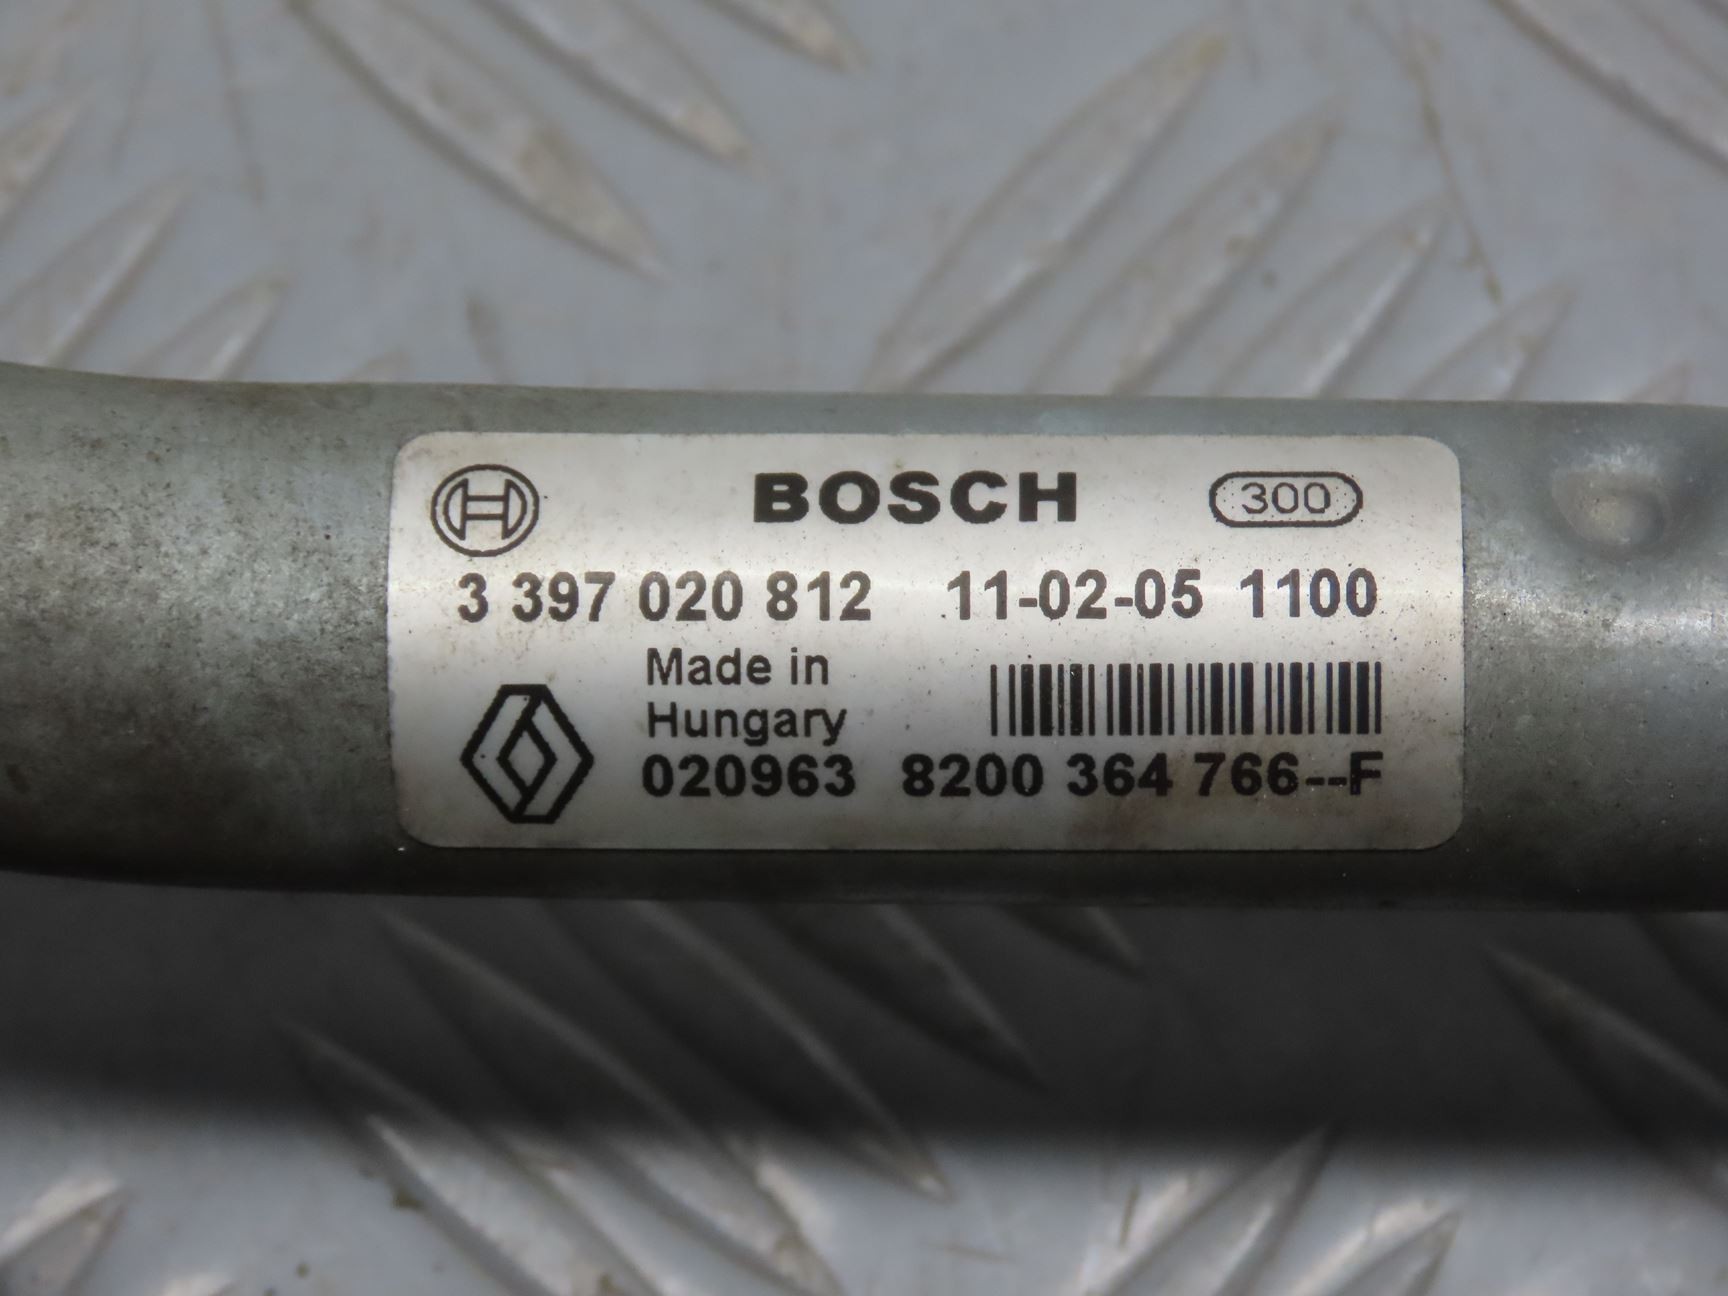 BOSCH 300
3 397 020 812 11-02-05 1100
Made in
Hungary
020963 8200 364 766--F